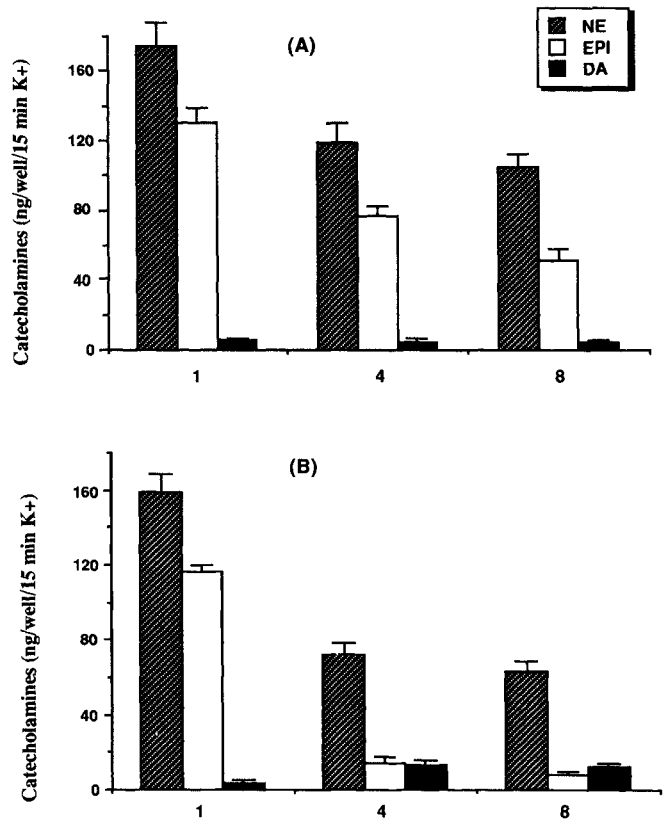 (A)
NE
EPI
DA
Catecholamines (ng/well/15 min K+)
160
120
80
40
0
1 4 8
(B)
Catecholamines (ng/well/15 min K+)
160
120
80
40
0
1 4 8